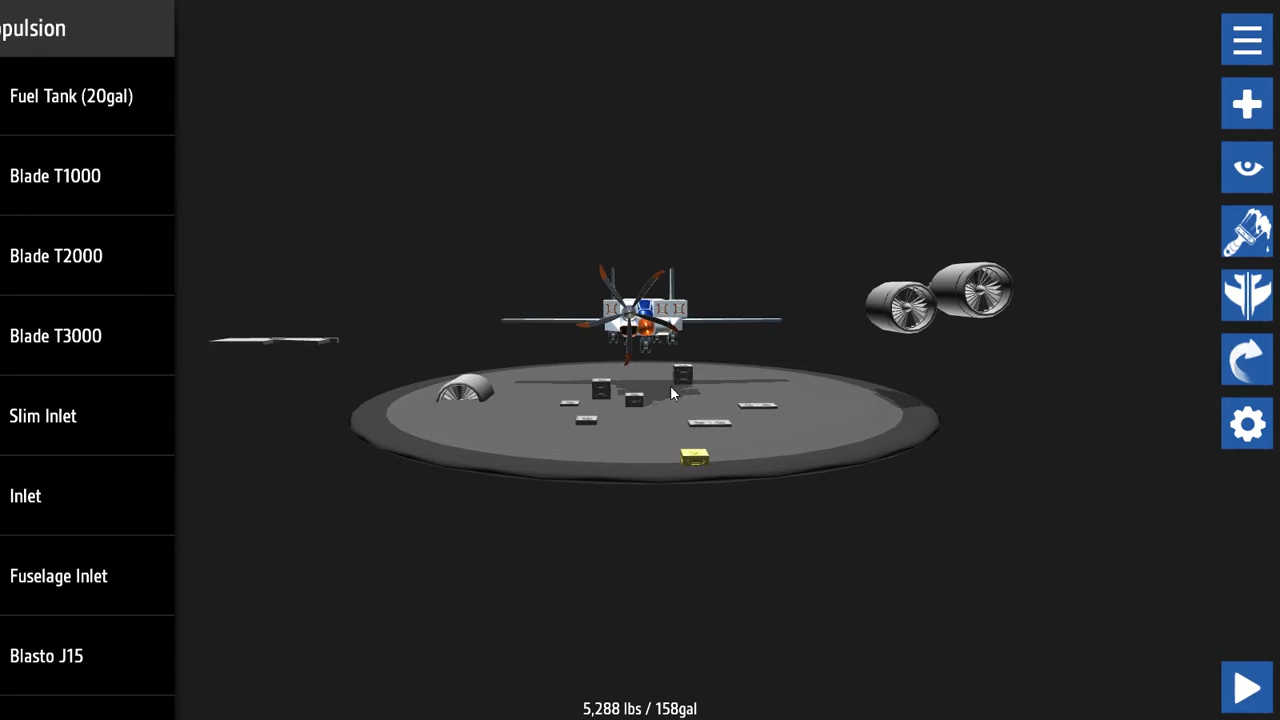 pulsion
Fuel Tank (20gal)
Blade T1000
Blade T2000
Blade T3000
Slim Inlet
Inlet
Fuselage Inlet
Blasto J15
5,288 lbs / 158gal